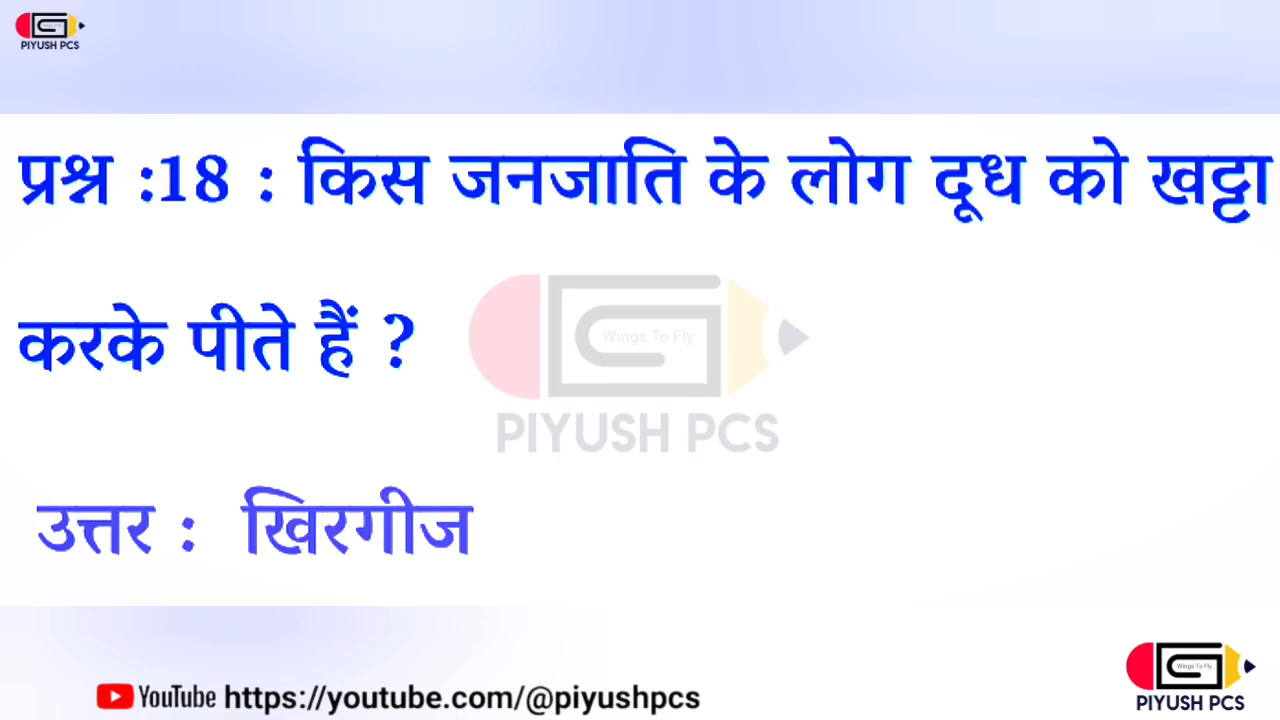 PIYUSH PCS
प्रश्न :18 : किस जनजाति के लोग दूध को खट्टा
करके पीते हैं ?
Wings To Fly
PIYUSH PCS
उत्तर : खिरगीज
YouTube https://youtube.com/@piyushpcs
Wings To Fly
PIYUSH PCS